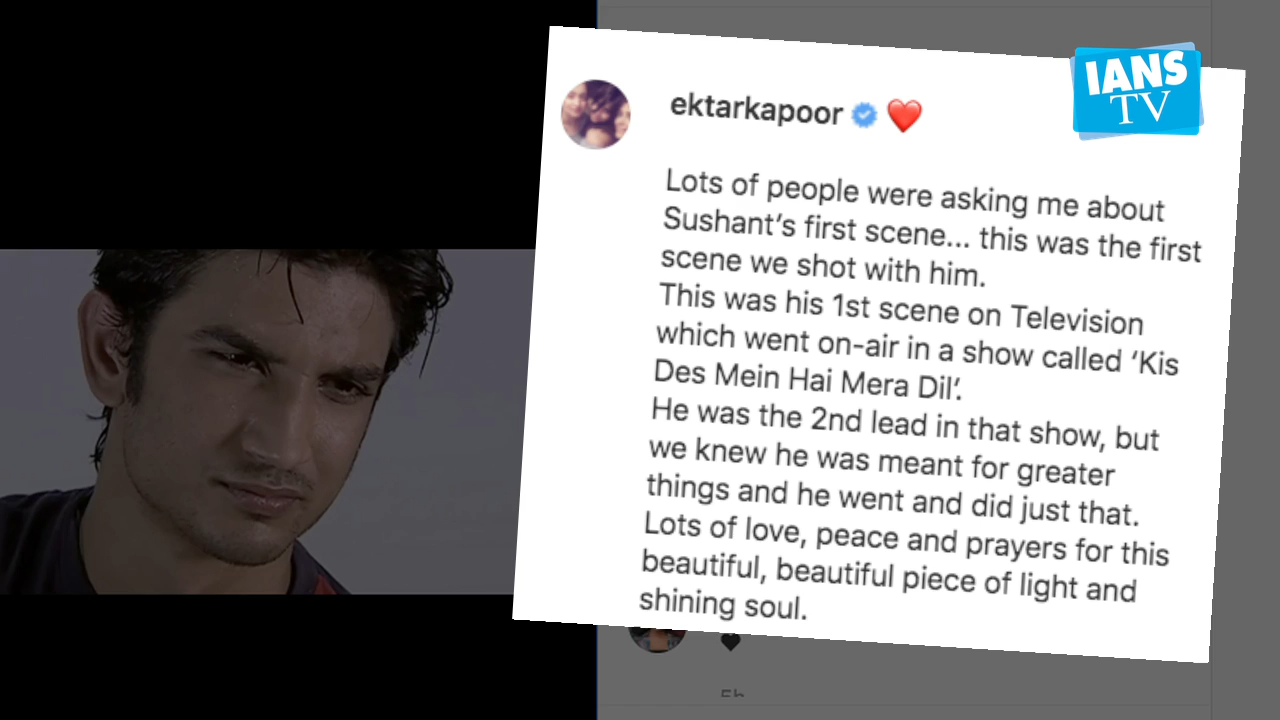 IANS
TV
ektarkapoor
Lots of people were asking me about
Sushant's first scene... this was the first
scene we shot with him.
This was his 1st scene on Television
which went on-air in a show called ‘Kis
Des Mein Hai Mera Dil‘.
He was the 2nd lead in that show, but
we knew he was meant for greater
things and he went and did just that.
Lots of love, peace and prayers for this
beautiful, beautiful piece of light and
shining soul.